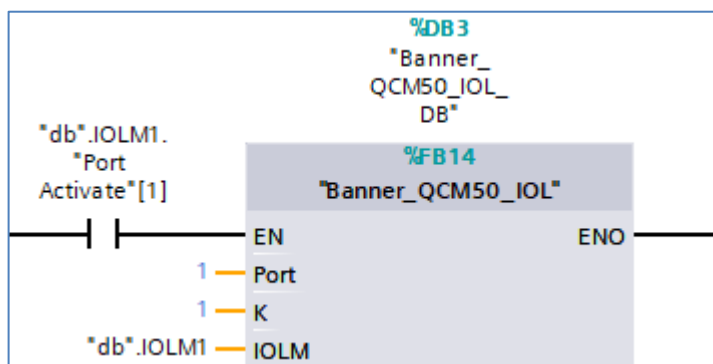 %DB3
"Banner_
QCM50_IOL_
DB"
"db".IOLM1.
"Port
Activate"[1]
%FB14
"Banner_QCM50_IOL"
EN
ENO
1
Port
1
K
"db".IOLM1
IOLM